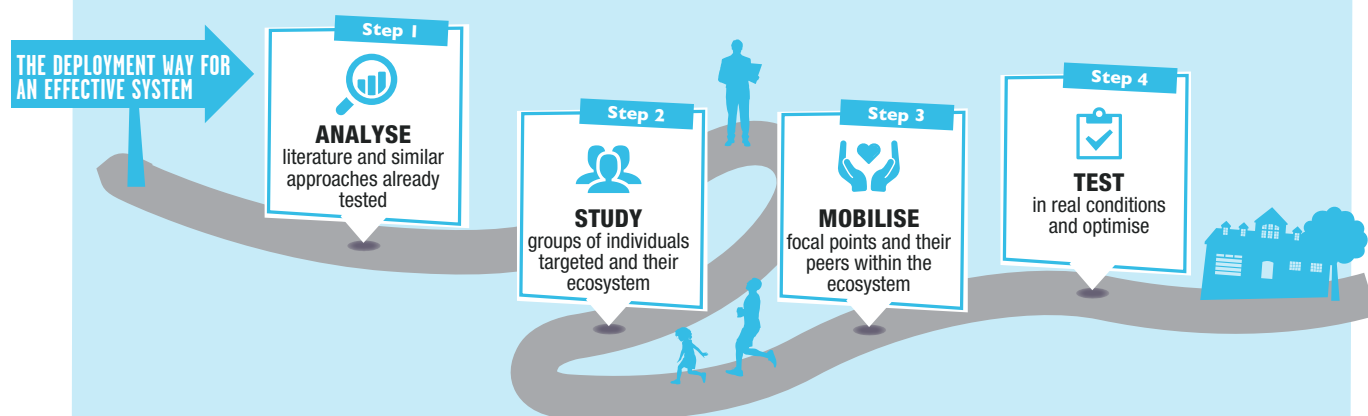 THE DEPLOYMENT WAY FOR
AN EFFECTIVE SYSTEM
Step 1
ANALYSE
literature and similar
approaches already
tested
Step 2
STUDY
groups of individuals
targeted and their
ecosystem
Step 3
MOBILISE
focal points and their
peers within the
ecosystem
Step 4
TEST
in real conditions
and optimise